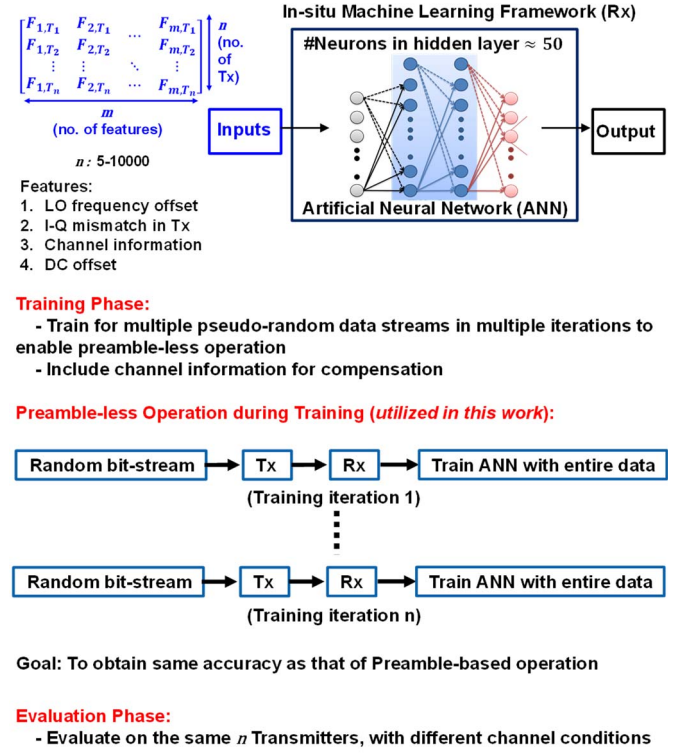 In-situ Machine Learning Framework (Rx)
F1,T1 F2,T1 ... Fm,T1
F1,T2 F2,T2 Fm,T2
⋮ ⋮ ⋱ ⋮
F1,Tn F2,Tn ... Fm,Tn
n
(no.
of
Tx)
m
(no. of features)
n: 5-10000
Features:
1. LO frequency offset
2. I-Q mismatch in Tx
3. Channel information
4. DC offset
Inputs
#Neurons in hidden layer ≈ 50
Artificial Neural Network (ANN)
Output
Training Phase:
- Train for multiple pseudo-random data streams in multiple iterations to
enable preamble-less operation
- Include channel information for compensation
Preamble-less Operation during Training (utilized in this work):
Random bit-stream Tx Rx Train ANN with entire data
(Training iteration 1)
Random bit-stream Tx Rx Train ANN with entire data
(Training iteration n)
Goal: To obtain same accuracy as that of Preamble-based operation
Evaluation Phase:
- Evaluate on the same n Transmitters, with different channel conditions